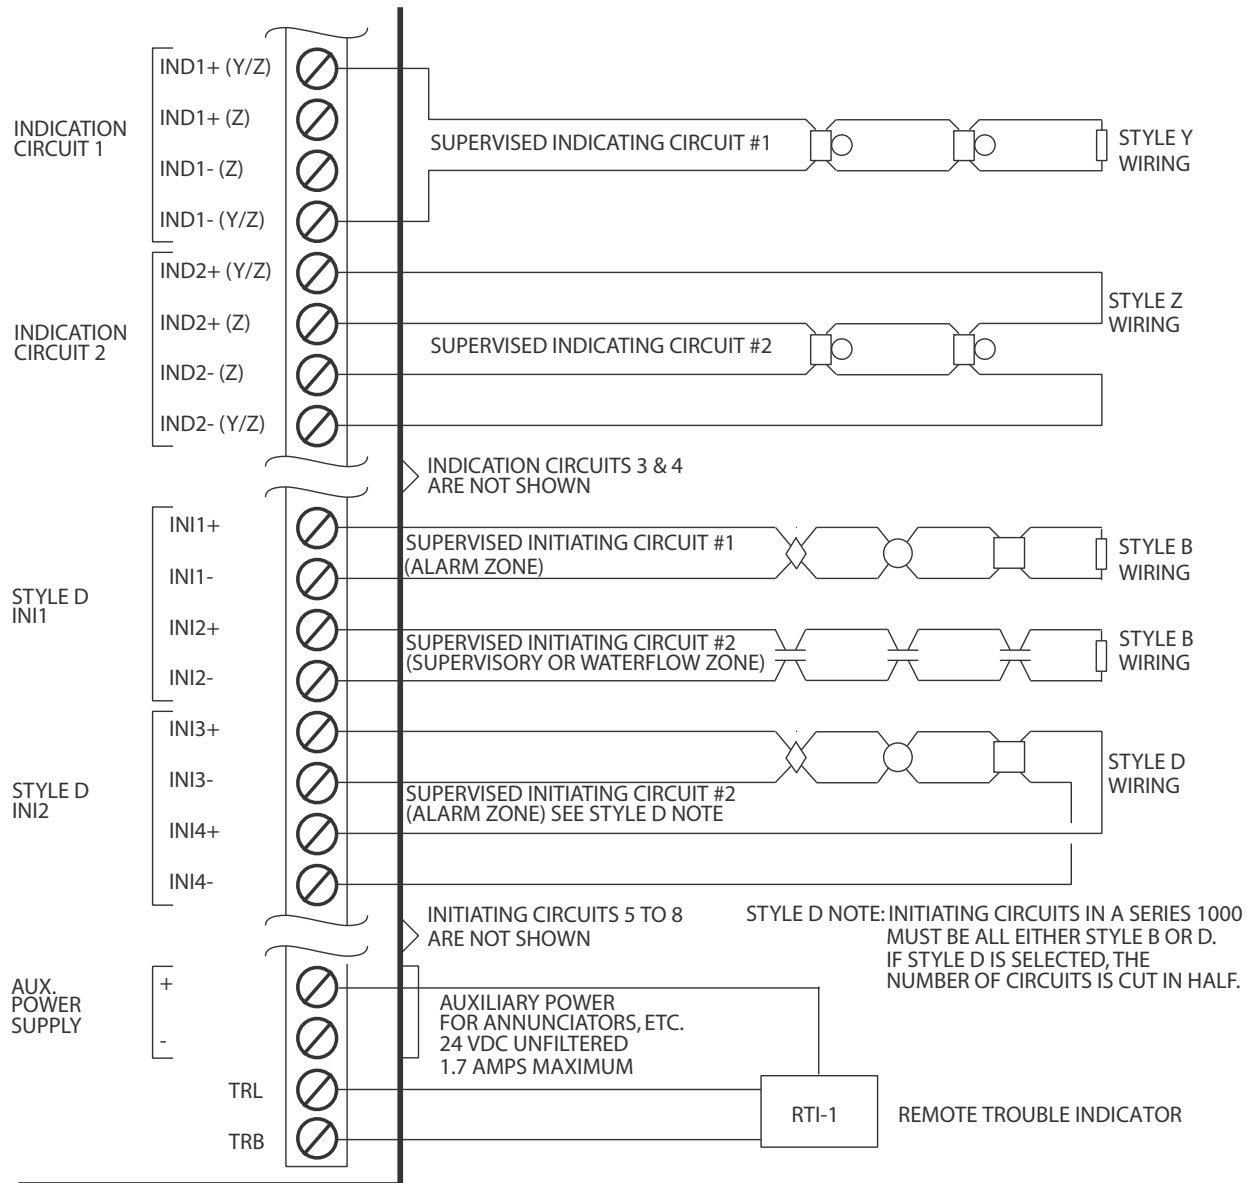 IND1+ (Y/Z)
IND1+ (Z)
IND1- (Z)
IND1- (Y/Z)
INDICATION
CIRCUIT 1
SUPERVISED INDICATING CIRCUIT #1
STYLE Y
WIRING
IND2+ (Y/Z)
IND2+ (Z)
IND2- (Z)
IND2- (Y/Z)
INDICATION
CIRCUIT 2
SUPERVISED INDICATING CIRCUIT #2
STYLE Z
WIRING
INDICATION CIRCUITS 3 & 4
ARE NOT SHOWN
INI1+
INI1-
INI2+
INI2-
STYLE D
INI1
SUPERVISED INITIATING CIRCUIT #1
(ALARM ZONE)
STYLE B
WIRING
SUPERVISED INITIATING CIRCUIT #2
(SUPERVISORY OR WATERFLOW ZONE)
STYLE B
WIRING
INI3+
INI3-
INI4+
INI4-
STYLE D
INI2
SUPERVISED INITIATING CIRCUIT #2
(ALARM ZONE) SEE STYLE D NOTE
STYLE D
WIRING
INITIATING CIRCUITS 5 TO 8
ARE NOT SHOWN
STYLE D NOTE: INITIATING CIRCUITS IN A SERIES 1000
MUST BE ALL EITHER STYLE B OR D.
IF STYLE D IS SELECTED, THE
NUMBER OF CIRCUITS IS CUT IN HALF.
AUX.
POWER
SUPPLY
+
-
AUXILIARY POWER
FOR ANNUNCIATORS, ETC.
24 VDC UNFILTERED
1.7 AMPS MAXIMUM
TRL
TRB
RTI-1
REMOTE TROUBLE INDICATOR